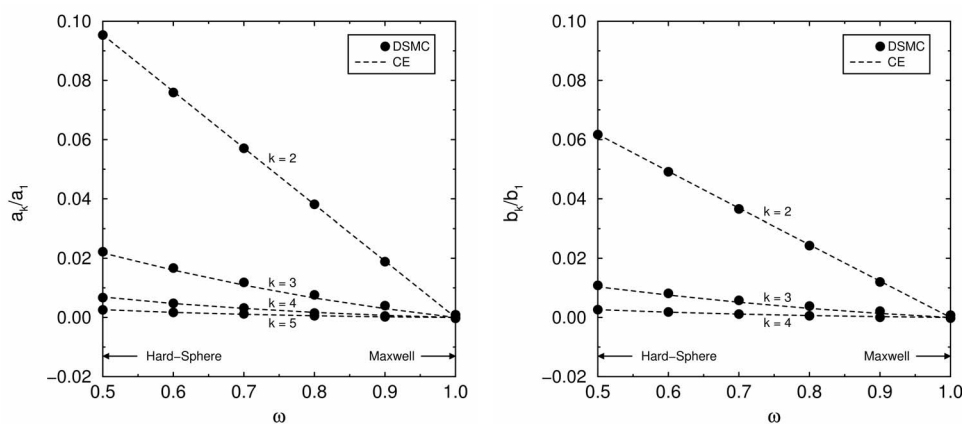 0.10
0.08
0.06
0.04
0.02
0.00
−0.02
a_k/a_1
DSMC
CE
k = 2
k = 3
k = 4
k = 5
Hard−Sphere
Maxwell
0.5 0.6 0.7 0.8 0.9 1.0
ω
0.10
0.08
0.06
0.04
0.02
0.00
−0.02
b_k/b_1
DSMC
CE
k = 2
k = 3
k = 4
Hard−Sphere
Maxwell
0.5 0.6 0.7 0.8 0.9 1.0
ω